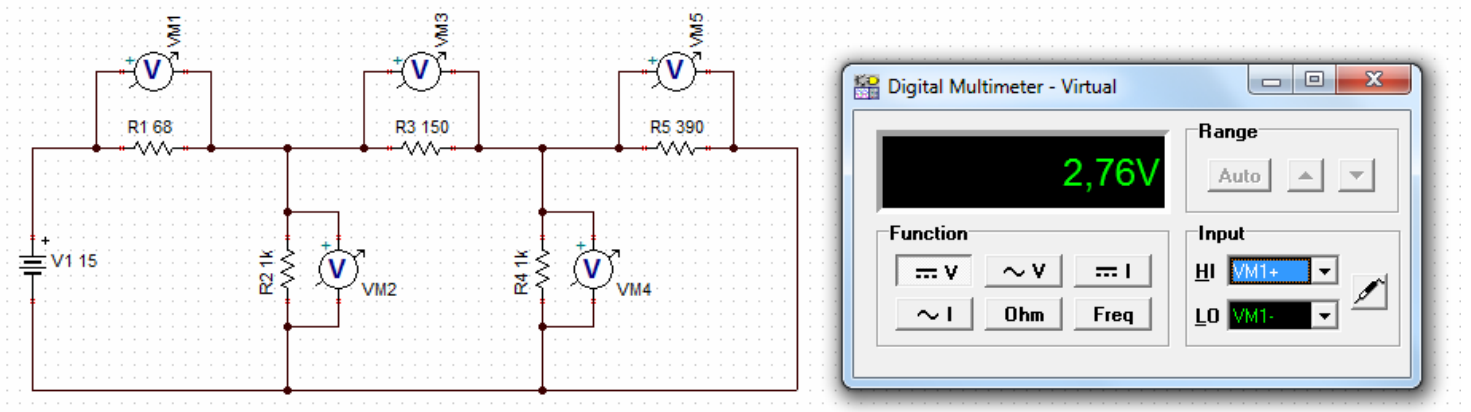 VM1
VM3
VM5
V
V
V
R1 68
R3 150
R5 390
+
V1 15
R2 1k
V
VM2
R4 1k
V
VM4
Digital Multimeter - Virtual
2,76V
Range
Auto
Function
V
V
I
I
Ohm
Freq
Input
HI VM1+
LO VM1-